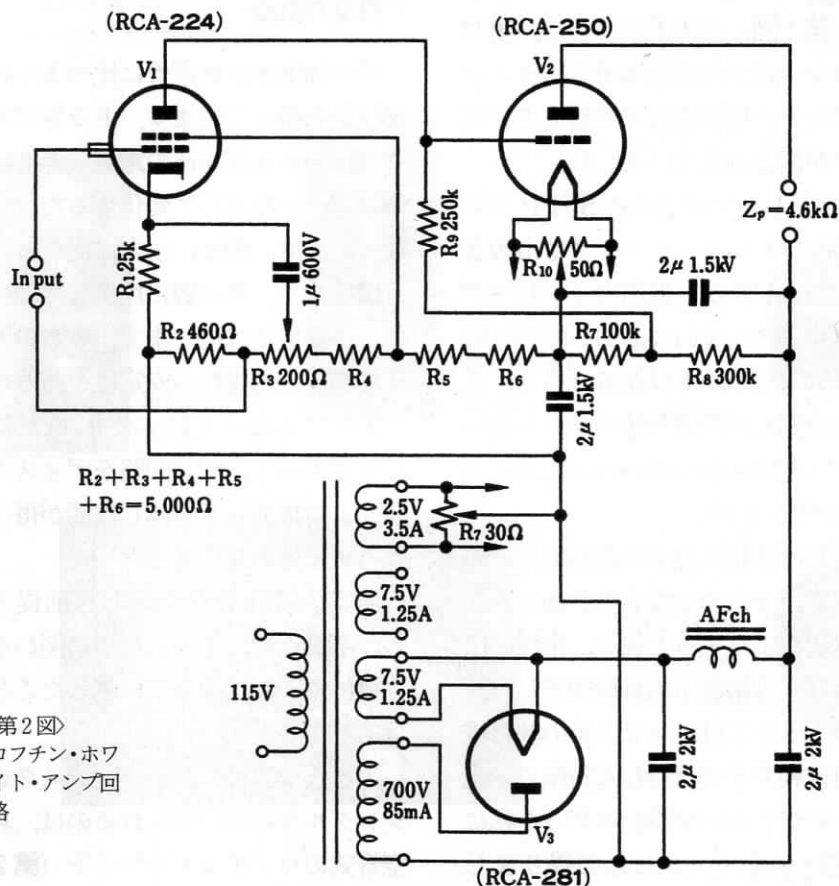 (RCA-224)
(RCA-250)
V1
V2
R9 250k
Zp=4.6kΩ
Input
R1 25k
1μ 600V
R10 50Ω
2μ 1.5kV
R2 460Ω
R7 100k
R3 200Ω
R4
R5
R6
R8 300k
2μ 1.5kV
R2+R3+R4+R5
+R6=5,000Ω
2.5V
3.5A
R7 30Ω
7.5V
1.25A
AFch
115V
7.5V
1.25A
第2図〉
コフチン・ホワ
イト・アンプ回
路
700V
85mA
V3
2μ 2kV
2μ 2kV
(RCA-281)